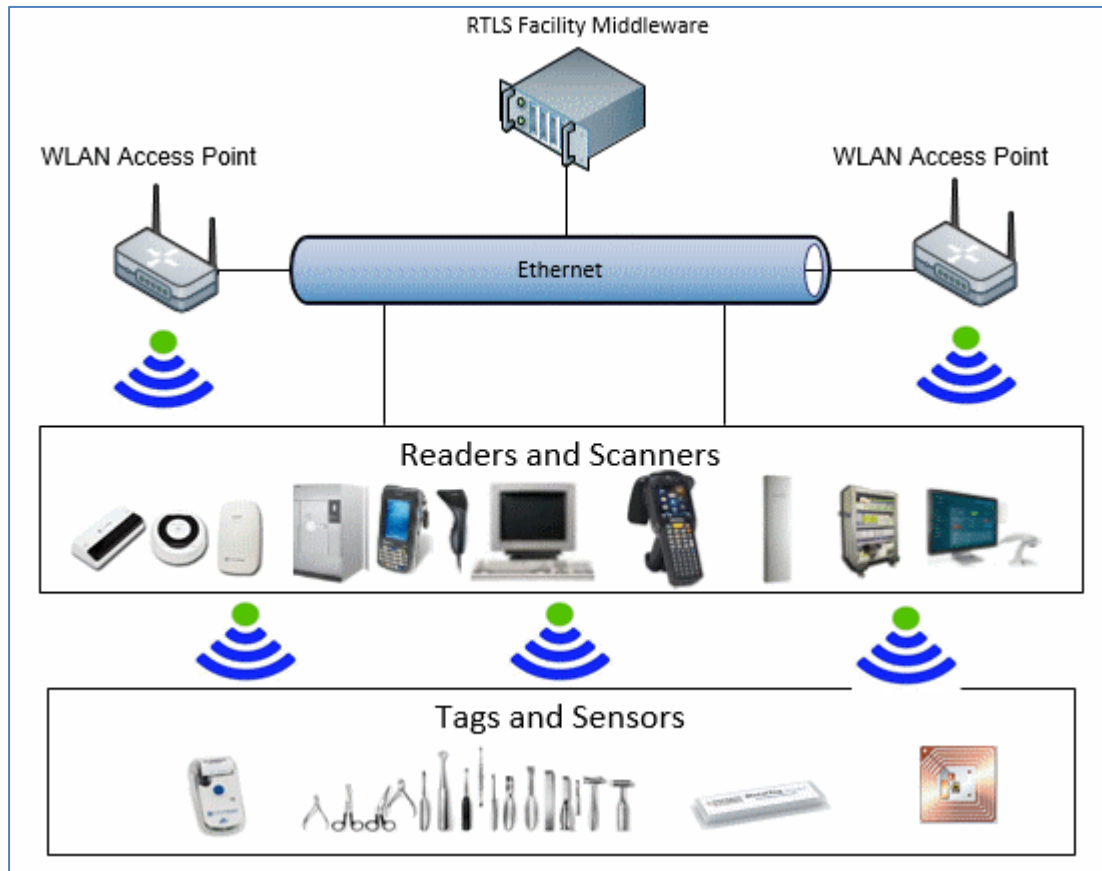 RTLS Facility Middleware
WLAN Access Point
WLAN Access Point
Ethernet
Readers and Scanners
Tags and Sensors